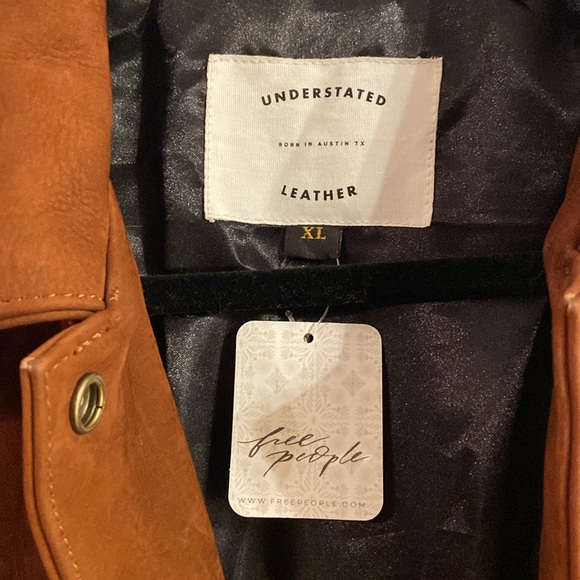 UNDERSTATED
BORN IN AUSTIN TX
LEATHER
XL
free
people
WWW.FREEPEOPLE.COM